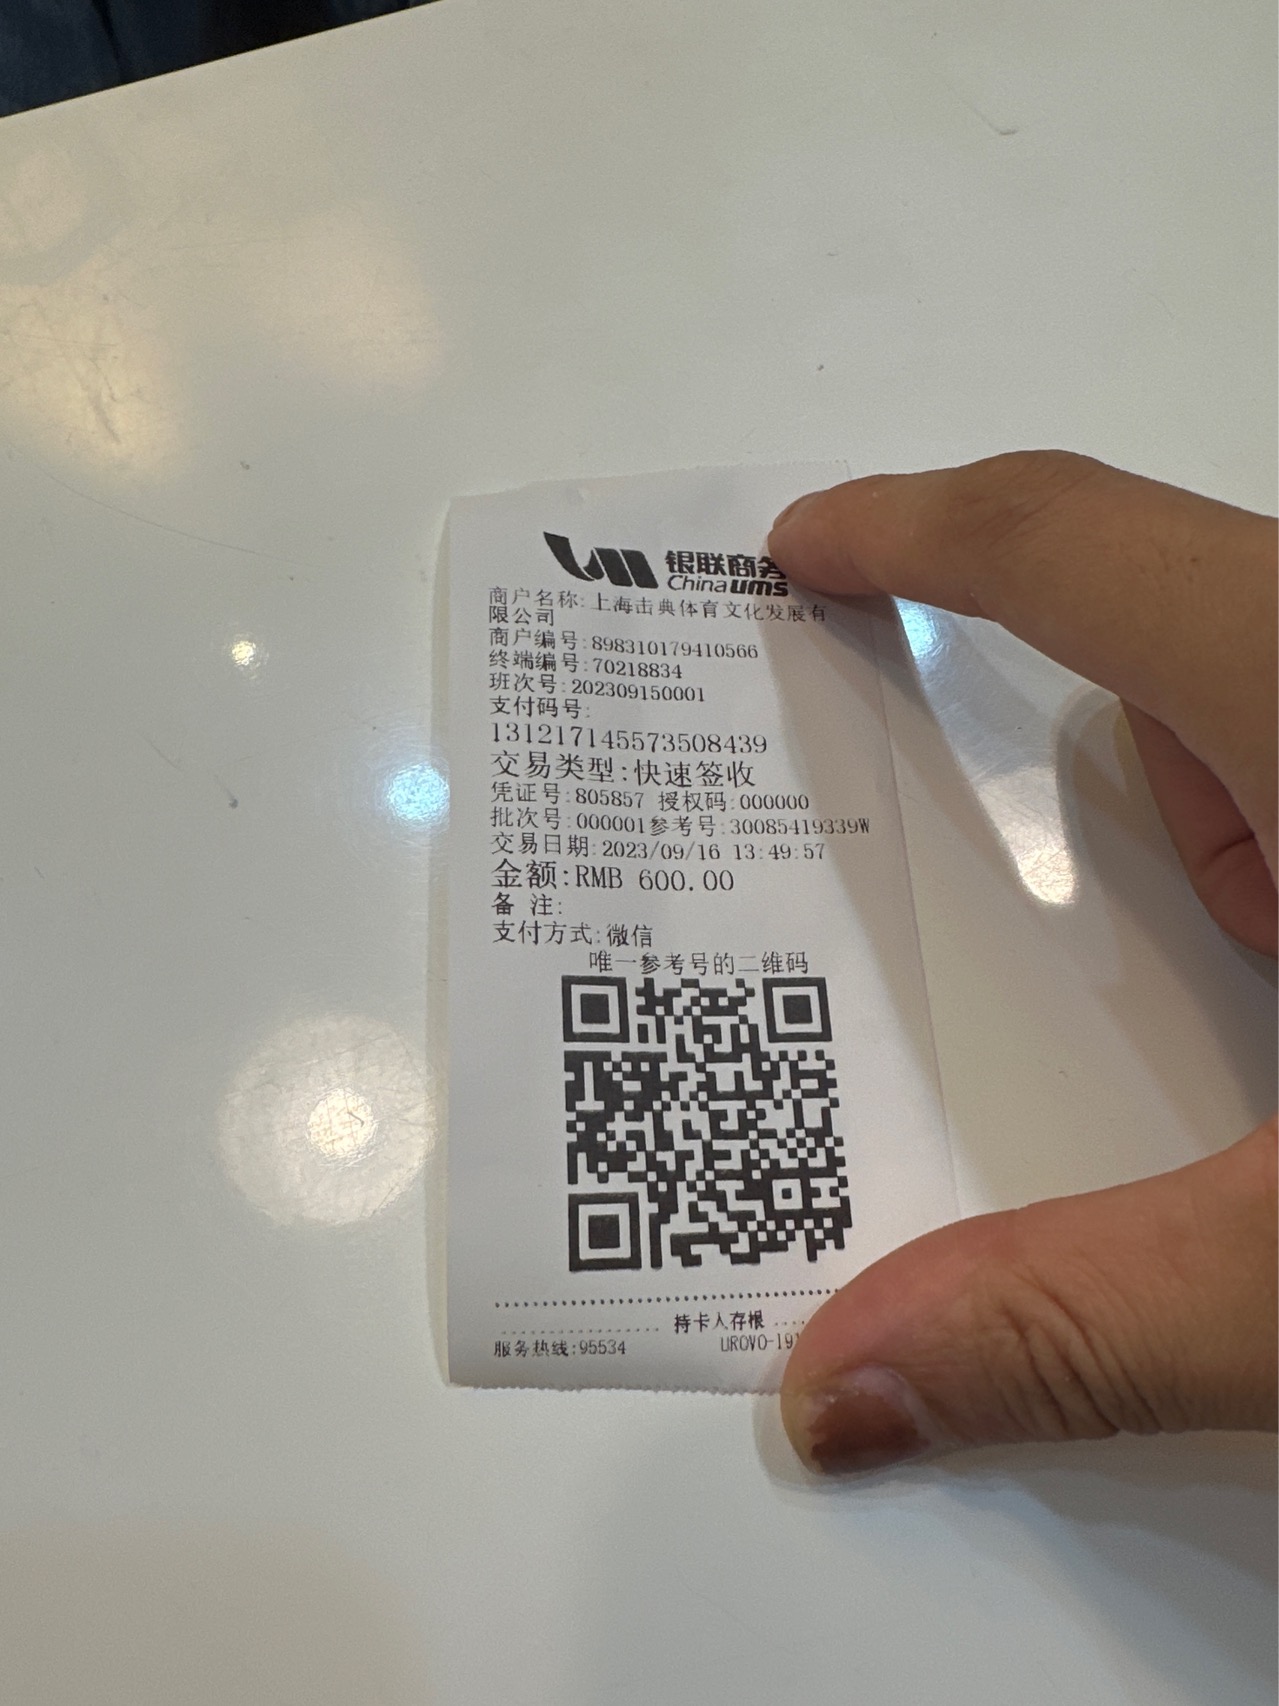 银联商务
China ums
商户名称:上海击典体育文化发展有
限公司
商户编号:898310179410566
终端编号:70218834
班次号:202309150001
支付码号:
131217145573508439
交易类型:快速签收
凭证号:805857 授权码:000000
批次号:000001参考号:30085419339W
交易日期:2023/09/16 13:49:57
金额:RMB 600.00
备 注:
支付方式:微信
唯一参考号的二维码
持卡人存根
服务热线:95534 UROVO-i9